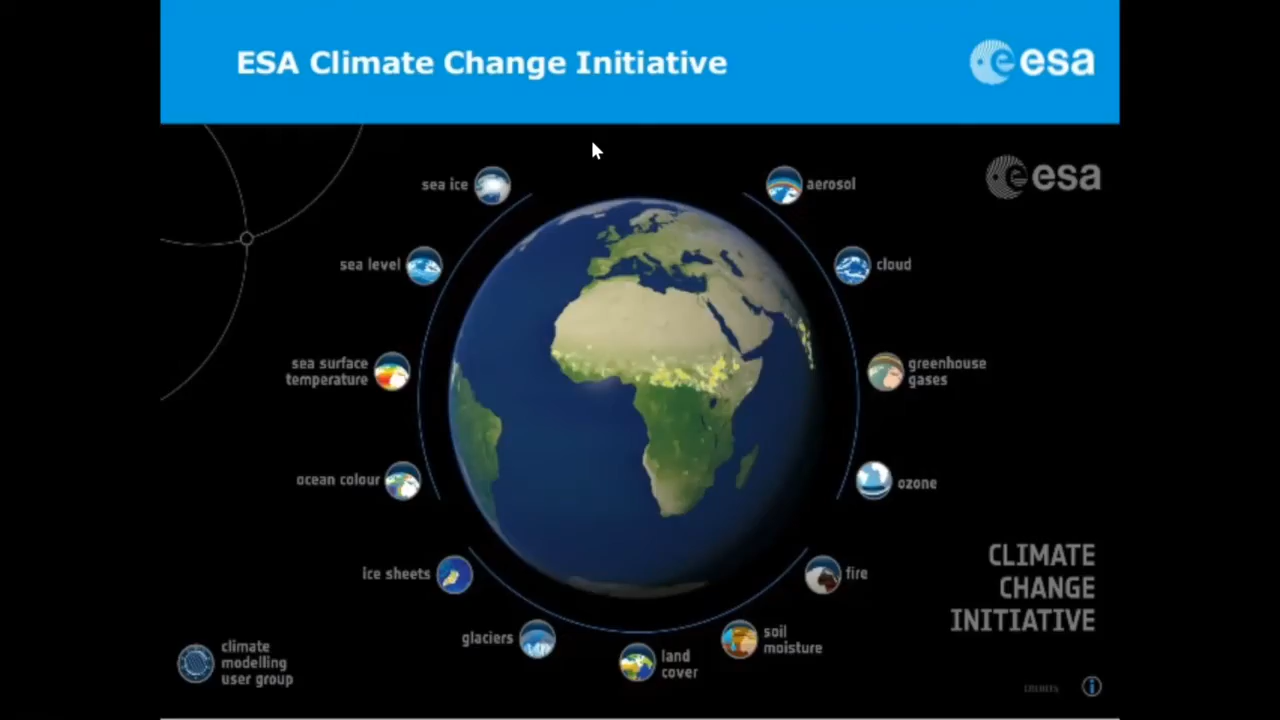 ESA Climate Change Initiative
esa
esa
sea ice
aerosol
sea level
cloud
sea surface
temperature
greenhouse
gases
ocean colour
ozone
ice sheets
fire
glaciers
soil
moisture
land
cover
climate
modelling
user group
CLIMATE
CHANGE
INITIATIVE
CREDITS
i